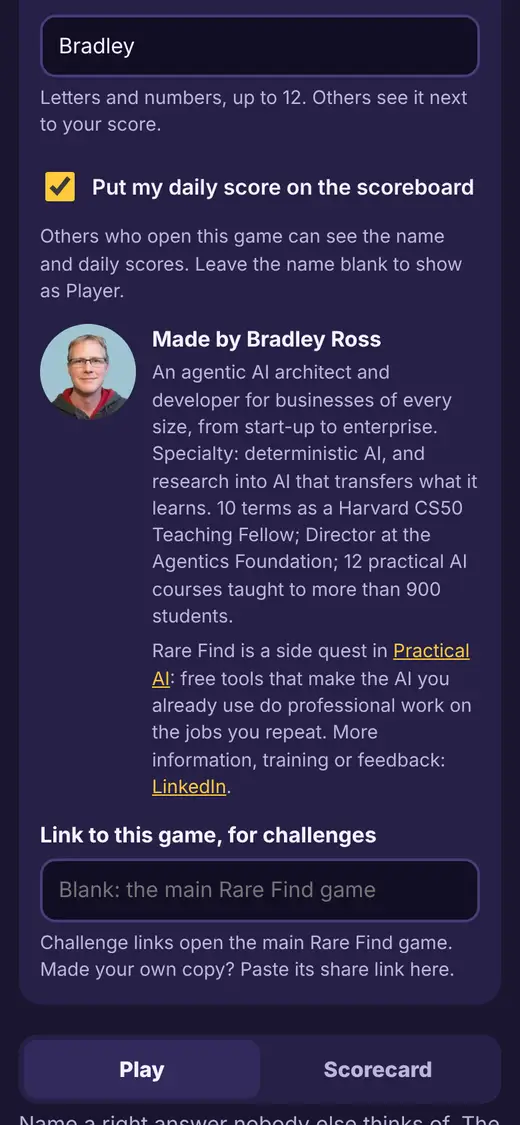 Bradley
Letters and numbers, up to 12. Others see it next
to your score.
Put my daily score on the scoreboard
Others who open this game can see the name
and daily scores. Leave the name blank to show
as Player.
Made by Bradley Ross
An agentic AI architect and
developer for businesses of every
size, from start-up to enterprise.
Specialty: deterministic AI, and
research into AI that transfers what it
learns. 10 terms as a Harvard CS50
Teaching Fellow; Director at the
Agentics Foundation; 12 practical AI
courses taught to more than 900
students.
Rare Find is a side quest in Practical
AI: free tools that make the AI you
already use do professional work on
the jobs you repeat. More
information, training or feedback:
LinkedIn.
Link to this game, for challenges
Blank: the main Rare Find game
Challenge links open the main Rare Find game.
Made your own copy? Paste its share link here.
Play
Scorecard
Name a right answer nobody else thinks of. The